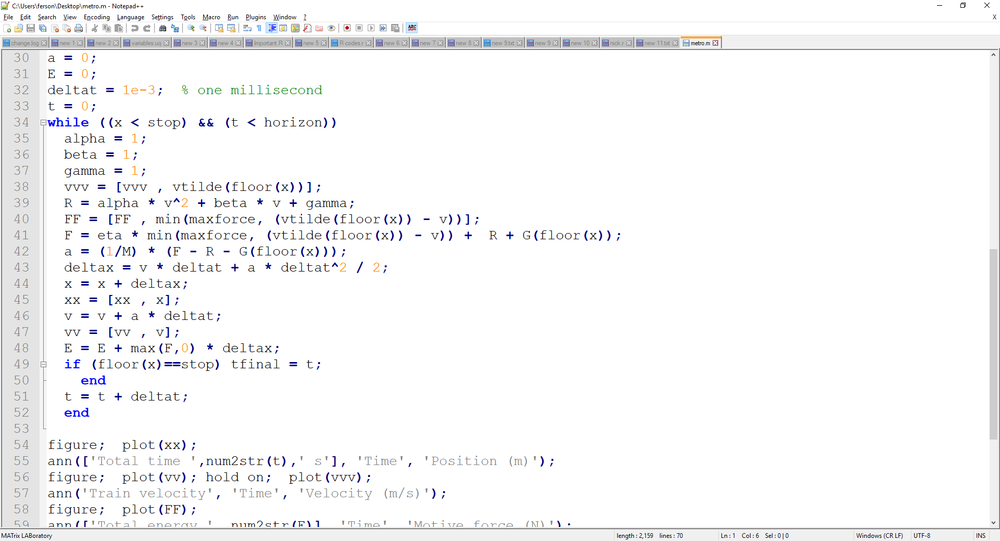 C:\Users\ferson\Desktop\metro.m - Notepad++
File Edit Search View Encoding Language Settings Tools Macro Run Plugins Window ? X
ABC
change.log new 1 new 2 variables.uq new 3 new 4 Important.R new 5 R codes.r new 6 new 7 new 8 new 9.txt new 9 new 10 nick.r new 11.txt metro.m
30 a = 0;
31 E = 0;
32 deltat = 1e-3;  % one millisecond
33 t = 0;
34 while ((x < stop) && (t < horizon))
35   alpha = 1;
36   beta = 1;
37   gamma = 1;
38   vvv = [vvv , vtilde(floor(x))];
39   R = alpha * v^2 + beta * v + gamma;
40   FF = [FF , min(maxforce, (vtilde(floor(x)) - v))];
41   F = eta * min(maxforce, (vtilde(floor(x)) - v)) +  R + G(floor(x));
42   a = (1/M) * (F - R - G(floor(x)));
43   deltax = v * deltat + a * deltat^2 / 2;
44   x = x + deltax;
45   xx = [xx , x];
46   v = v + a * deltat;
47   vv = [vv , v];
48   E = E + max(F,0) * deltax;
49   if (floor(x)==stop) tfinal = t;
50     end
51   t = t + deltat;
52   end
53
54 figure;  plot(xx);
55 ann(['Total time ',num2str(t),' s'], 'Time', 'Position (m)');
56 figure;  plot(vv); hold on;  plot(vvv);
57 ann('Train velocity', 'Time', 'Velocity (m/s)');
58 figure;  plot(FF);
59 ann(['Total energy ', num2str(E)], 'Time', 'Motive force (N)');
MATrix LABoratory length : 2,159 lines : 70 Ln : 1 Col : 6 Sel : 0 | 0 Windows (CR LF) UTF-8 INS